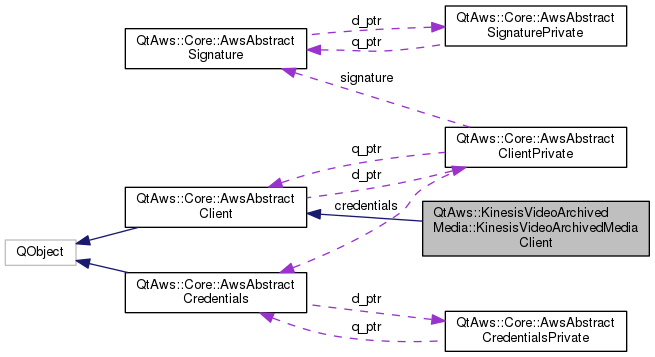 QtAws::Core::AwsAbstract
Signature
d_ptr
q_ptr
QtAws::Core::AwsAbstract
SignaturePrivate
signature
QtAws::Core::AwsAbstract
ClientPrivate
q_ptr
d_ptr
QtAws::Core::AwsAbstract
Client
credentials
QtAws::KinesisVideoArchived
Media::KinesisVideoArchivedMedia
Client
QObject
QtAws::Core::AwsAbstract
Credentials
d_ptr
q_ptr
QtAws::Core::AwsAbstract
CredentialsPrivate